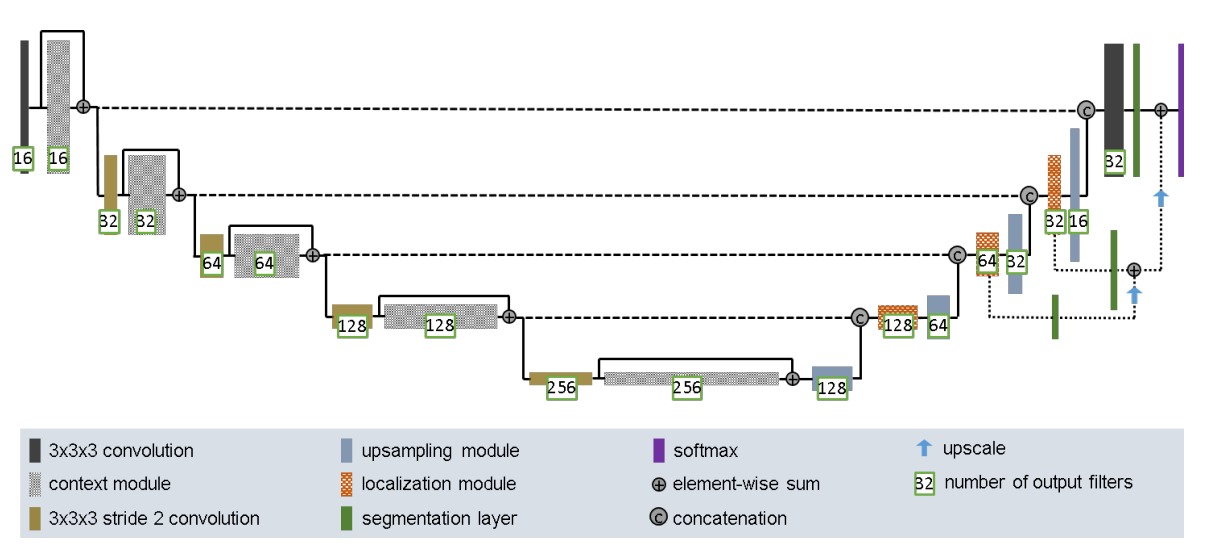 16 16 32
32 32 32 16
64 64 64 32
128 128 128 64
256 256 128
3x3x3 convolution upsampling module softmax upscale
context module localization module element-wise sum 32 number of output filters
3x3x3 stride 2 convolution segmentation layer C concatenation
C
C
C
C